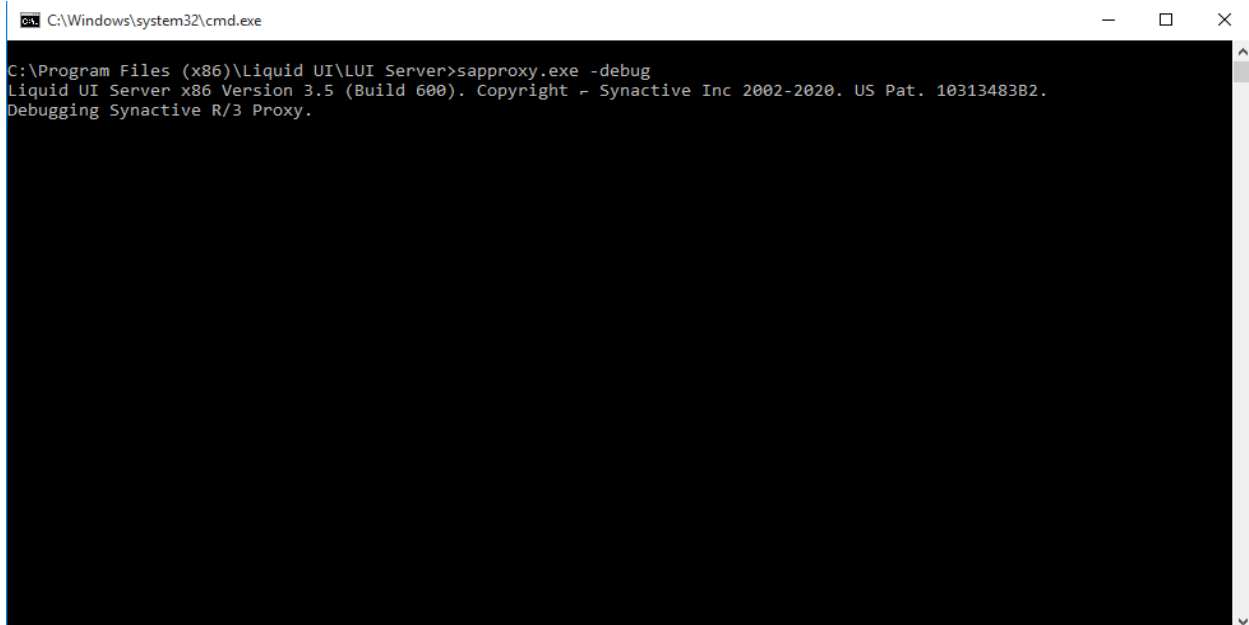 C:\Windows\system32\cmd.exe
C:\Program Files (x86)\Liquid UI\LUI Server>sapproxy.exe -debug
Liquid UI Server x86 Version 3.5 (Build 600). Copyright ⌐ Synactive Inc 2002-2020. US Pat. 10313483B2.
Debugging Synactive R/3 Proxy.